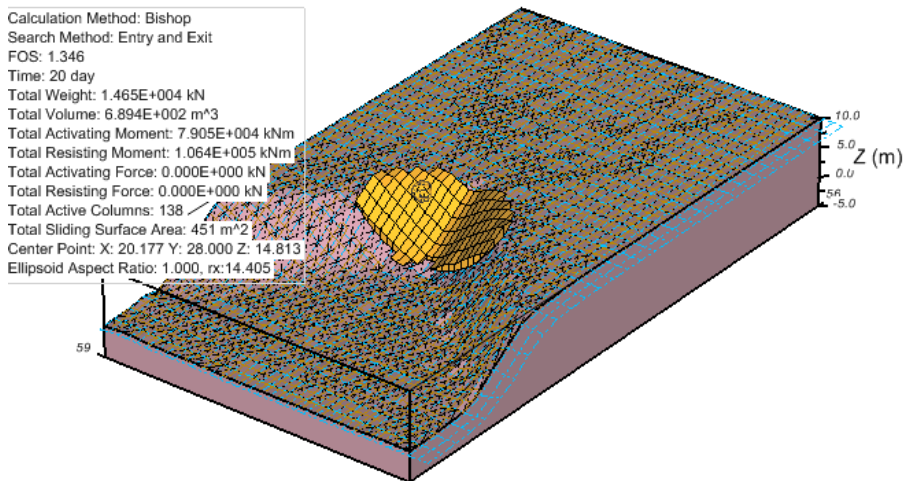 Calculation Method: Bishop
Search Method: Entry and Exit
FOS: 1.346
Time: 20 day
Total Weight: 1.465E+004 kN
Total Volume: 6.894E+002 m^3
Total Activating Moment: 7.905E+004 kNm
Total Resisting Moment: 1.064E+005 kNm
Total Activating Force: 0.000E+000 kN
Total Resisting Force: 0.000E+000 kN
Total Active Columns: 138
Total Sliding Surface Area: 451 m^2
Center Point: X: 20.177 Y: 28.000 Z: 14.813
Ellipsoid Aspect Ratio: 1.000, rx:14.405
10.0
5.0
Z (m)
0.0
56
-5.0
59